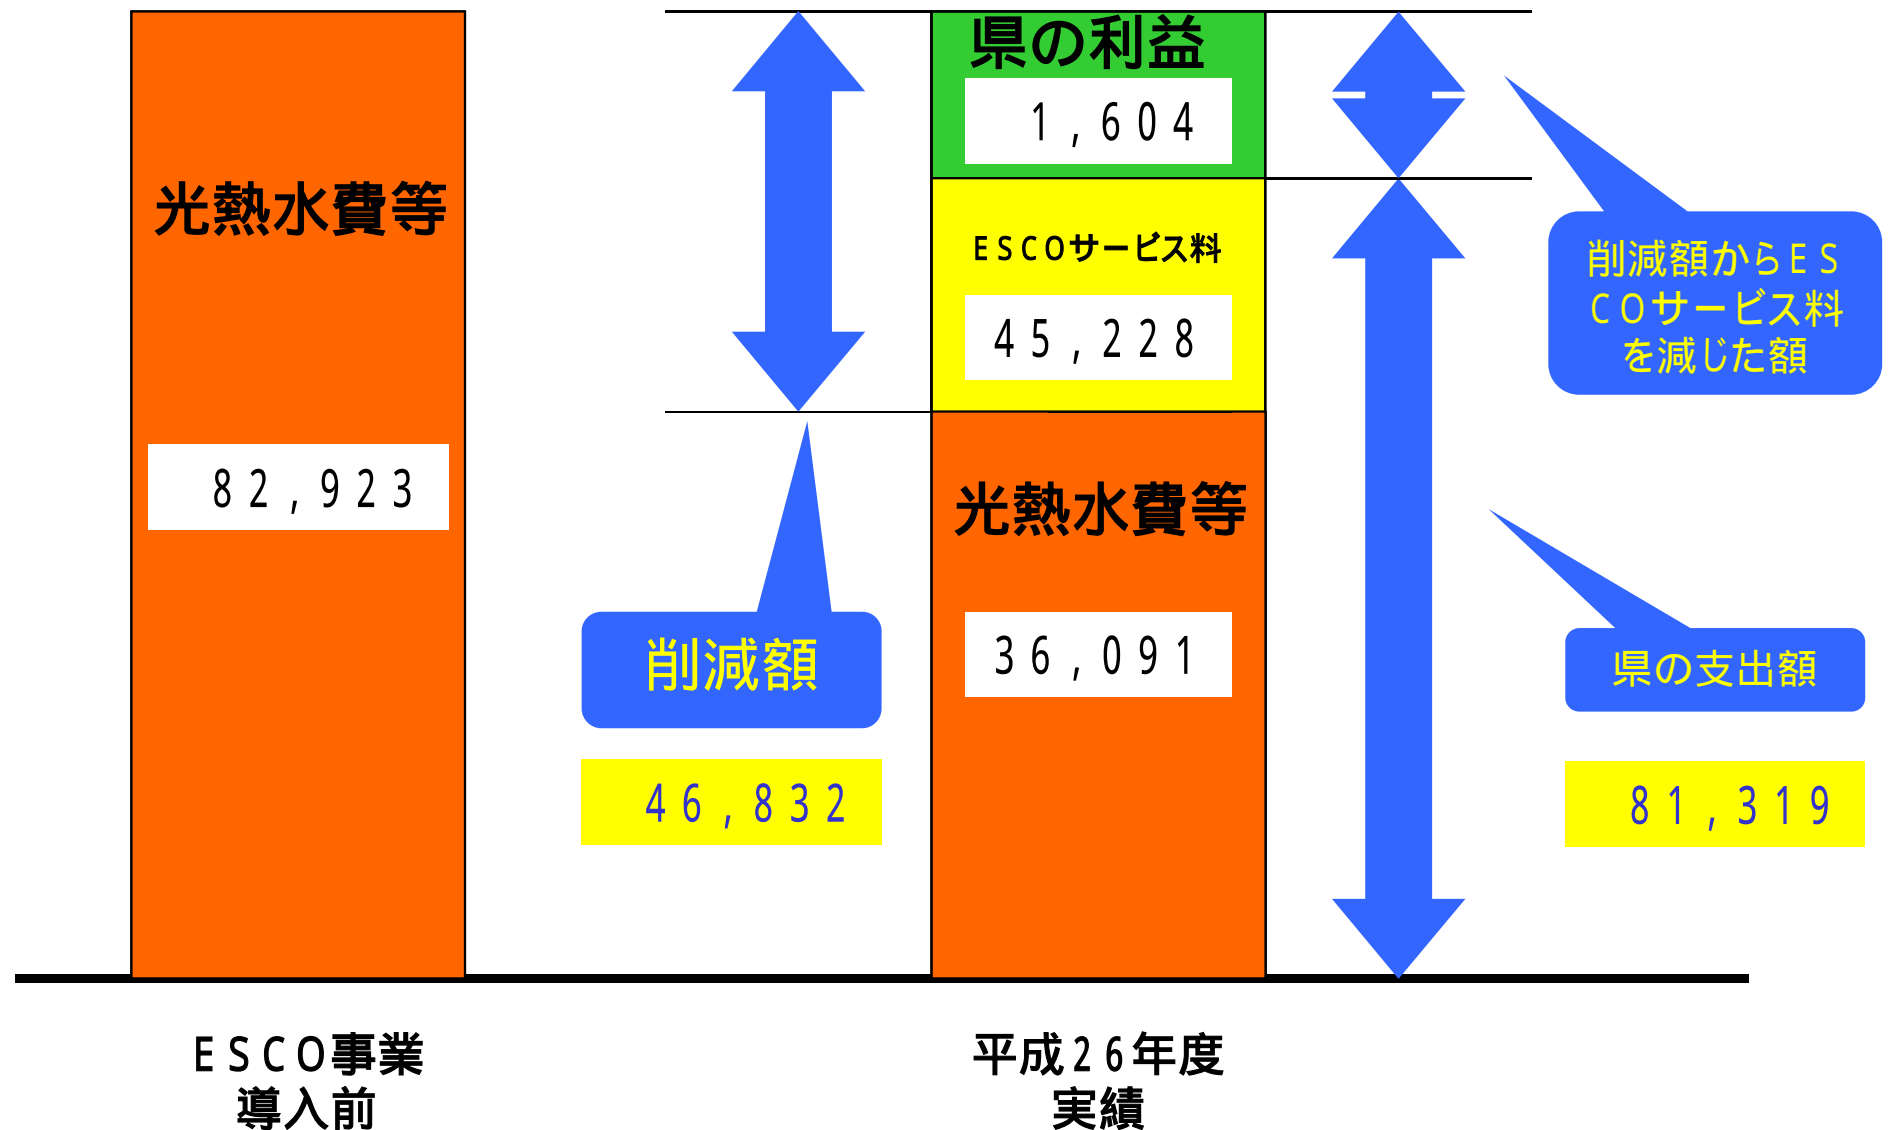 光熱水費等
82,923
ESCO事業
導入前
削減額
46,832
県の利益
1,604
ESCOサービス料
45,228
光熱水費等
36,091
平成26年度
実績
削減額からES
COサービス料
を減じた額
県の支出額
81,319